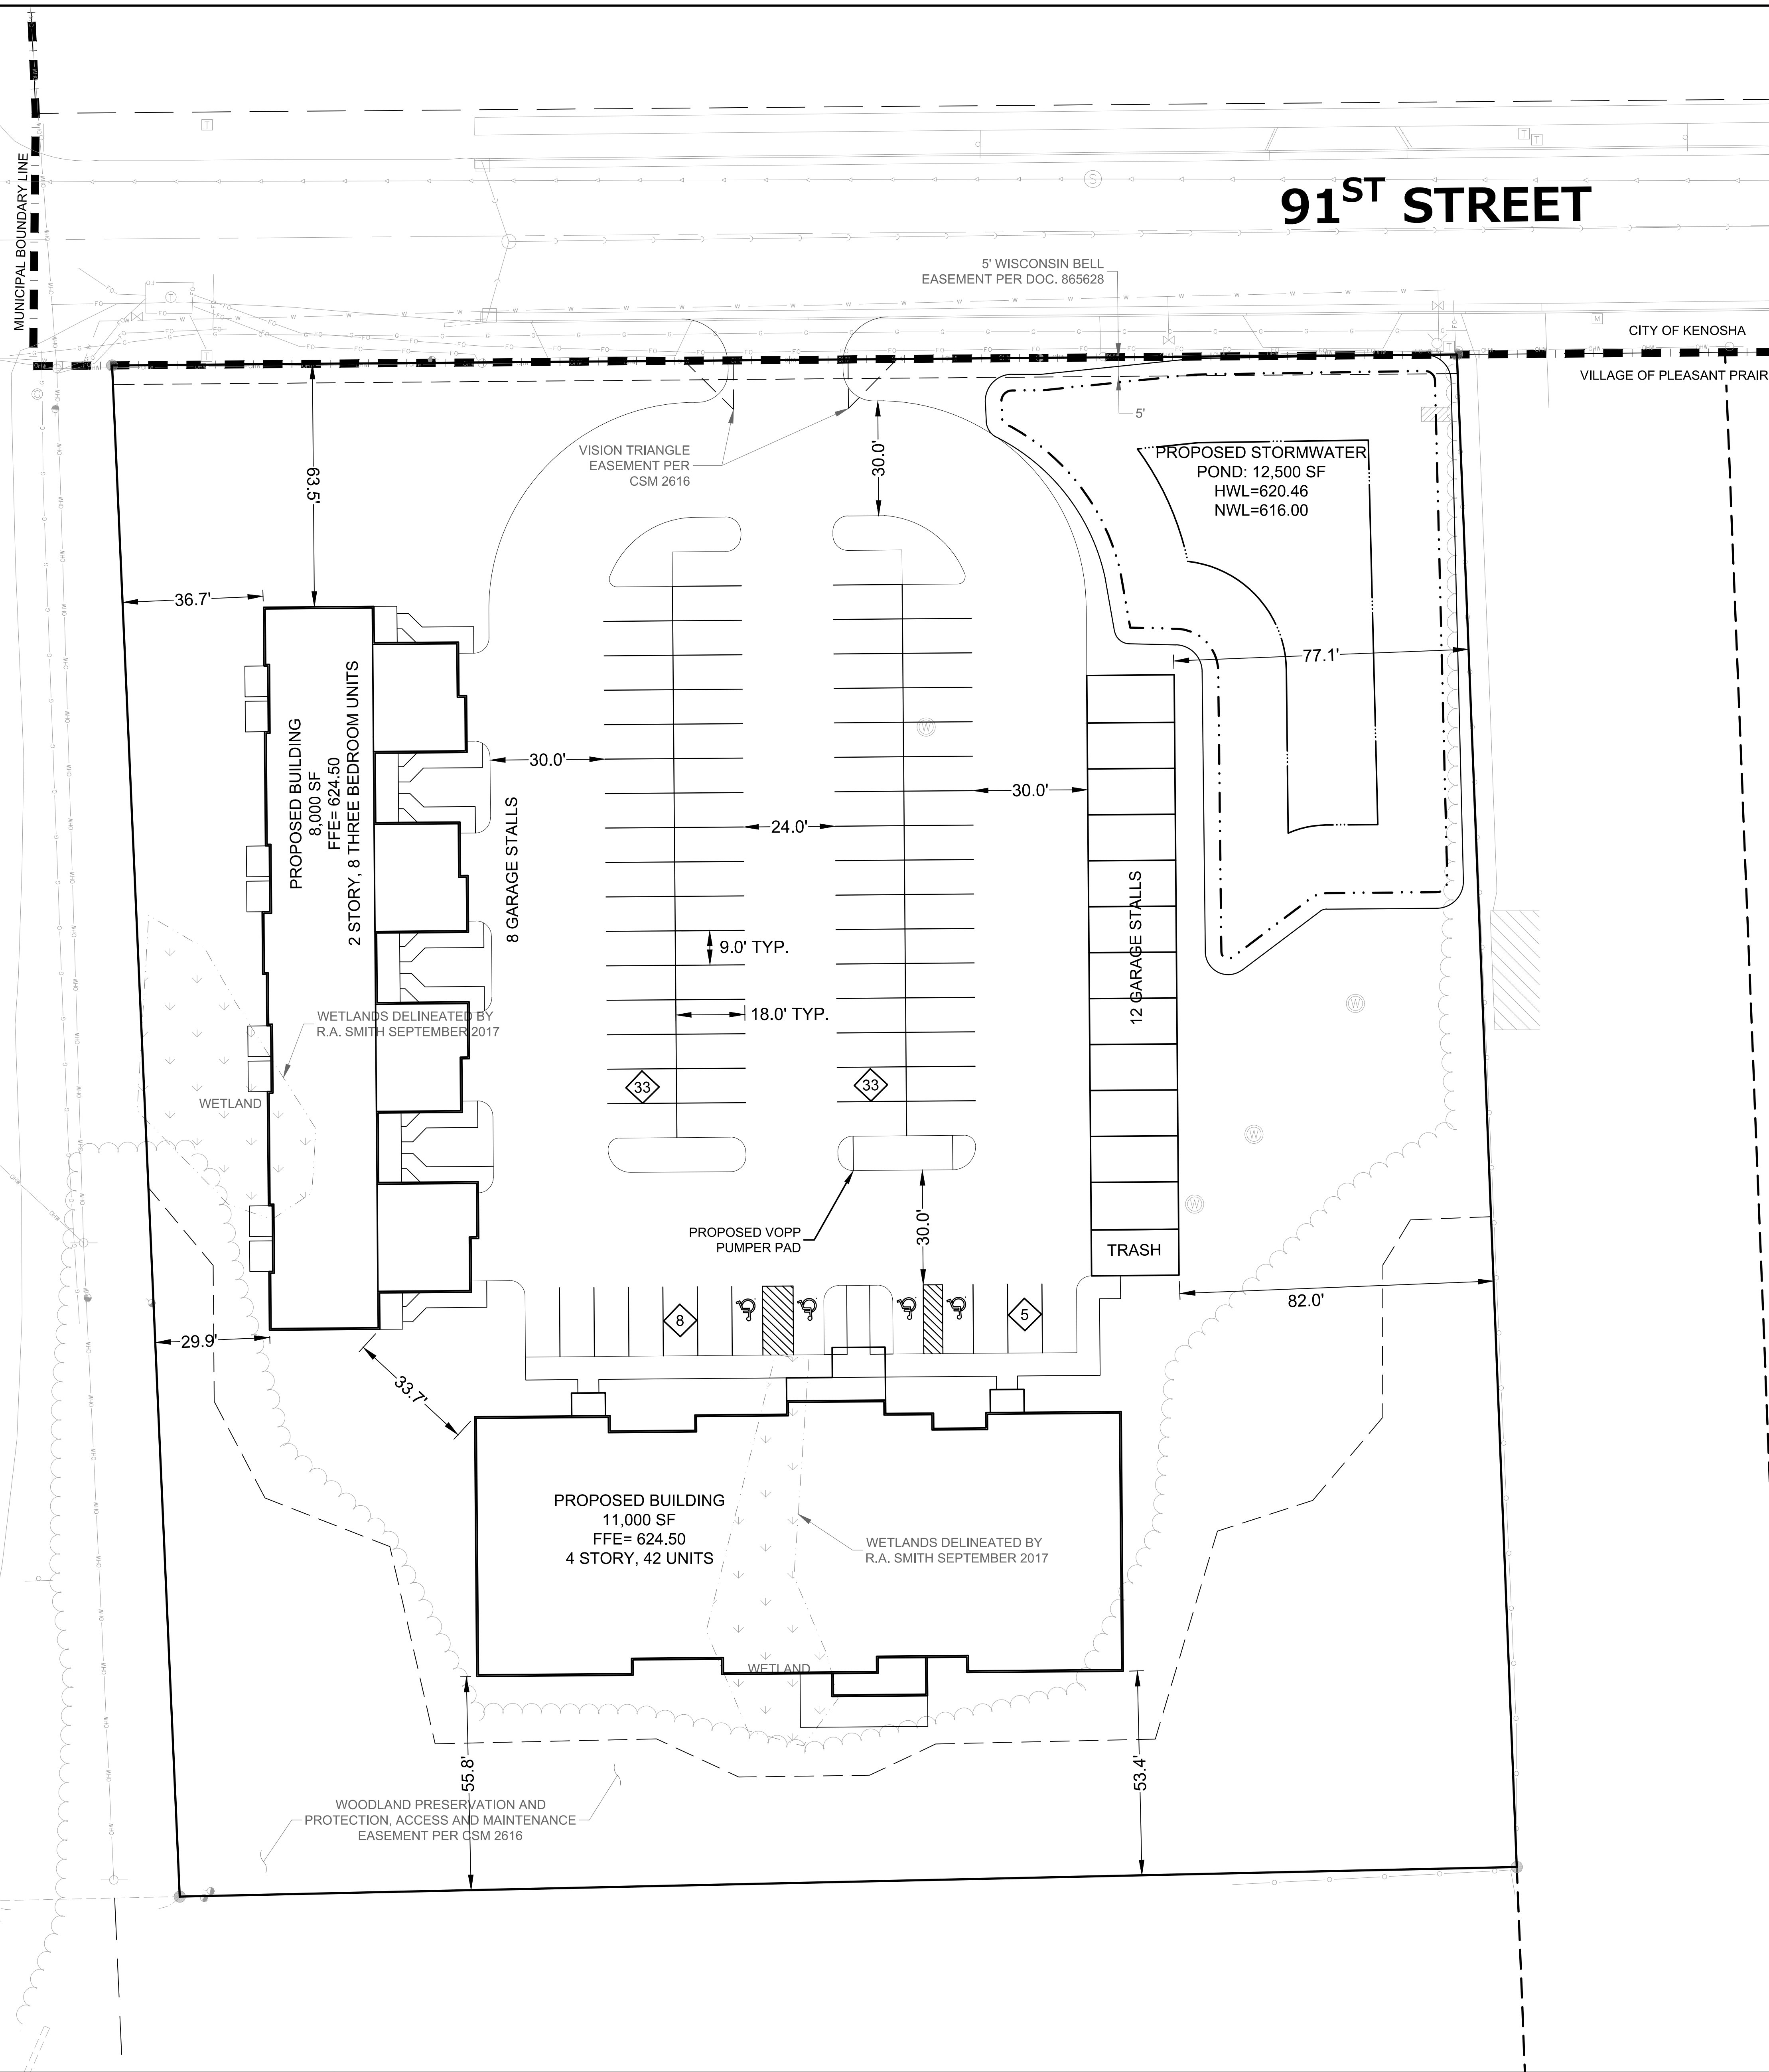 MUNICIPAL BOUNDARY LINE
91ST STREET
5' WISCONSIN BELL
EASEMENT PER DOC. 865628
CITY OF KENOSHA
VILLAGE OF PLEASANT PRAIR
5'
63.5'
VISION TRIANGLE
EASEMENT PER
CSM 2616
30.0'
PROPOSED STORMWATER
POND: 12,500 SF
HWL=620.46
NWL=616.00
36.7'
77.1'
PROPOSED BUILDING
8,000 SF
FFE= 624.50
2 STORY, 8 THREE BEDROOM UNITS
8 GARAGE STALLS
30.0'
24.0'
30.0'
9.0' TYP.
18.0' TYP.
12 GARAGE STALLS
WETLANDS DELINEATED BY
R.A. SMITH SEPTEMBER 2017
WETLAND
33
33
PROPOSED VOPP
PUMPER PAD
30.0'
TRASH
82.0'
8
5
29.9'
33.7'
PROPOSED BUILDING
11,000 SF
FFE= 624.50
4 STORY, 42 UNITS
WETLANDS DELINEATED BY
R.A. SMITH SEPTEMBER 2017
WETLAND
55.8'
53.4'
WOODLAND PRESERVATION AND
PROTECTION, ACCESS AND MAINTENANCE
EASEMENT PER CSM 2616